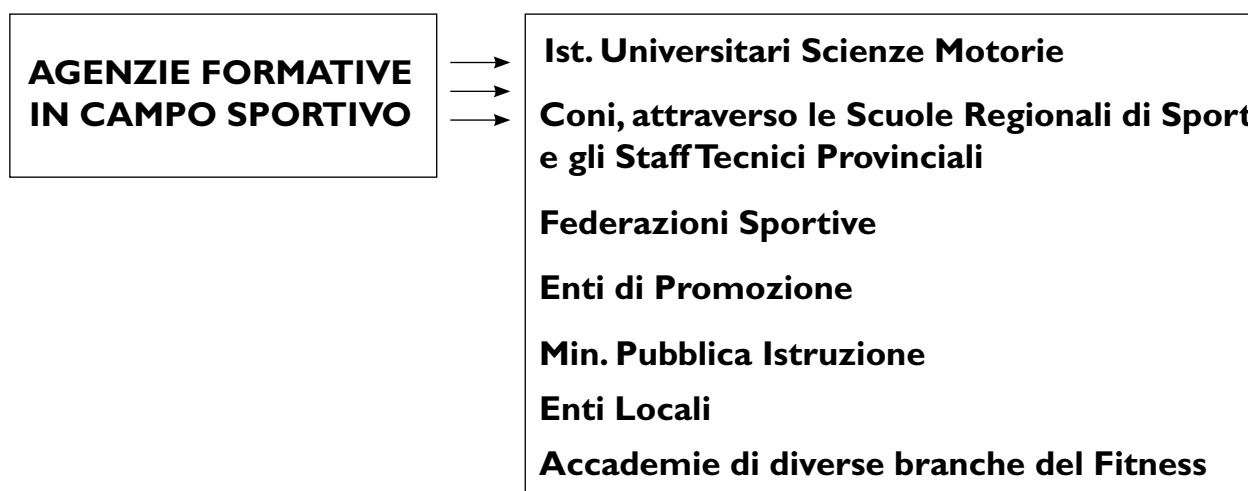 AGENZIE FORMATIVE
IN CAMPO SPORTIVO
Ist. Universitari Scienze Motorie
Coni, attraverso le Scuole Regionali di Sport
e gli Staff Tecnici Provinciali
Federazioni Sportive
Enti di Promozione
Min. Pubblica Istruzione
Enti Locali
Accademie di diverse branche del Fitness